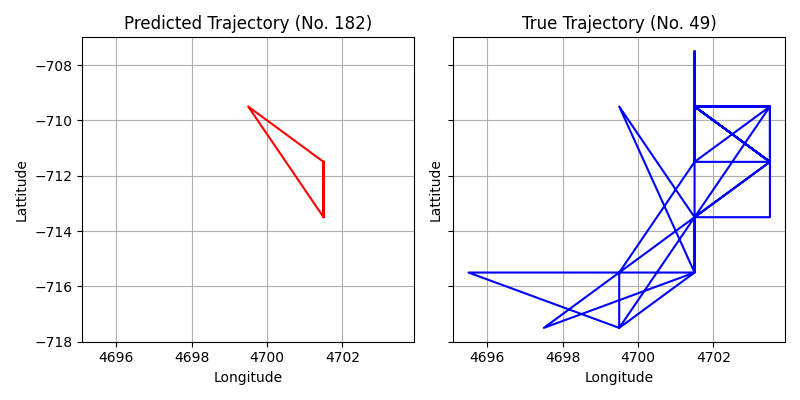 Predicted Trajectory (No. 182)
True Trajectory (No. 49)
−708
−710
−712
−714
−716
−718
Lattitude
Lattitude
4696
4698
4700
4702
4696
4698
4700
4702
Longitude
Longitude